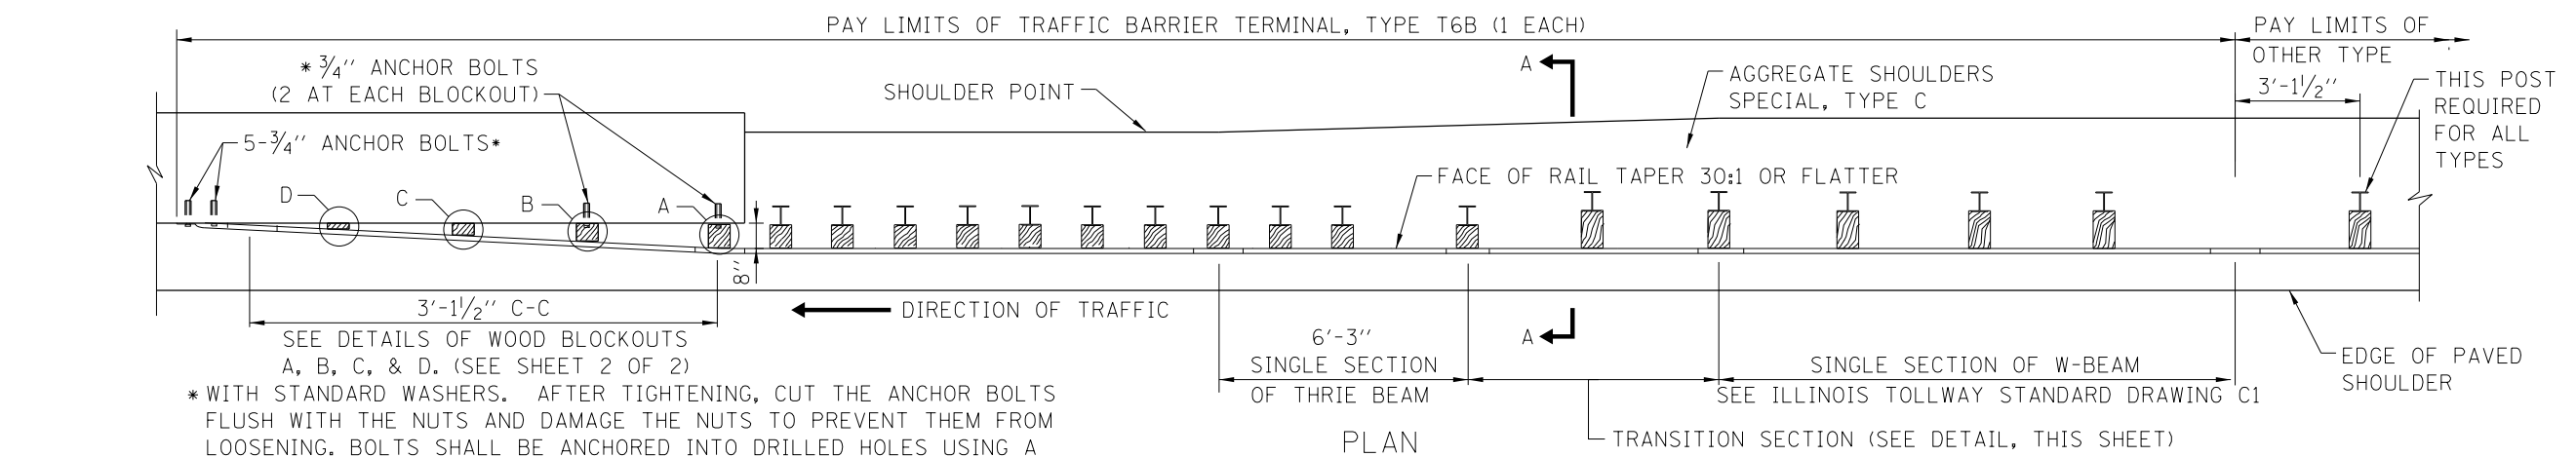 PAY LIMITS OF TRAFFIC BARRIER TERMINAL, TYPE T6B (1 EACH)
PAY LIMITS OF
OTHER TYPE
3'-1 1/2"
THIS POST
REQUIRED
FOR ALL
TYPES
* 3/4" ANCHOR BOLTS
(2 AT EACH BLOCKOUT)
5-3/4" ANCHOR BOLTS*
SHOULDER POINT
A
AGGREGATE SHOULDERS
SPECIAL, TYPE C
FACE OF RAIL TAPER 30:1 OR FLATTER
D
C
B
A
8"
3'-1 1/2" C-C
SEE DETAILS OF WOOD BLOCKOUTS
A, B, C, & D. (SEE SHEET 2 OF 2)
DIRECTION OF TRAFFIC
A
6'-3"
SINGLE SECTION
OF THRIE BEAM
SINGLE SECTION OF W-BEAM
SEE ILLINOIS TOLLWAY STANDARD DRAWING C1
EDGE OF PAVED
SHOULDER
* WITH STANDARD WASHERS. AFTER TIGHTENING, CUT THE ANCHOR BOLTS
FLUSH WITH THE NUTS AND DAMAGE THE NUTS TO PREVENT THEM FROM
LOOSENING. BOLTS SHALL BE ANCHORED INTO DRILLED HOLES USING A
PLAN
TRANSITION SECTION (SEE DETAIL, THIS SHEET)